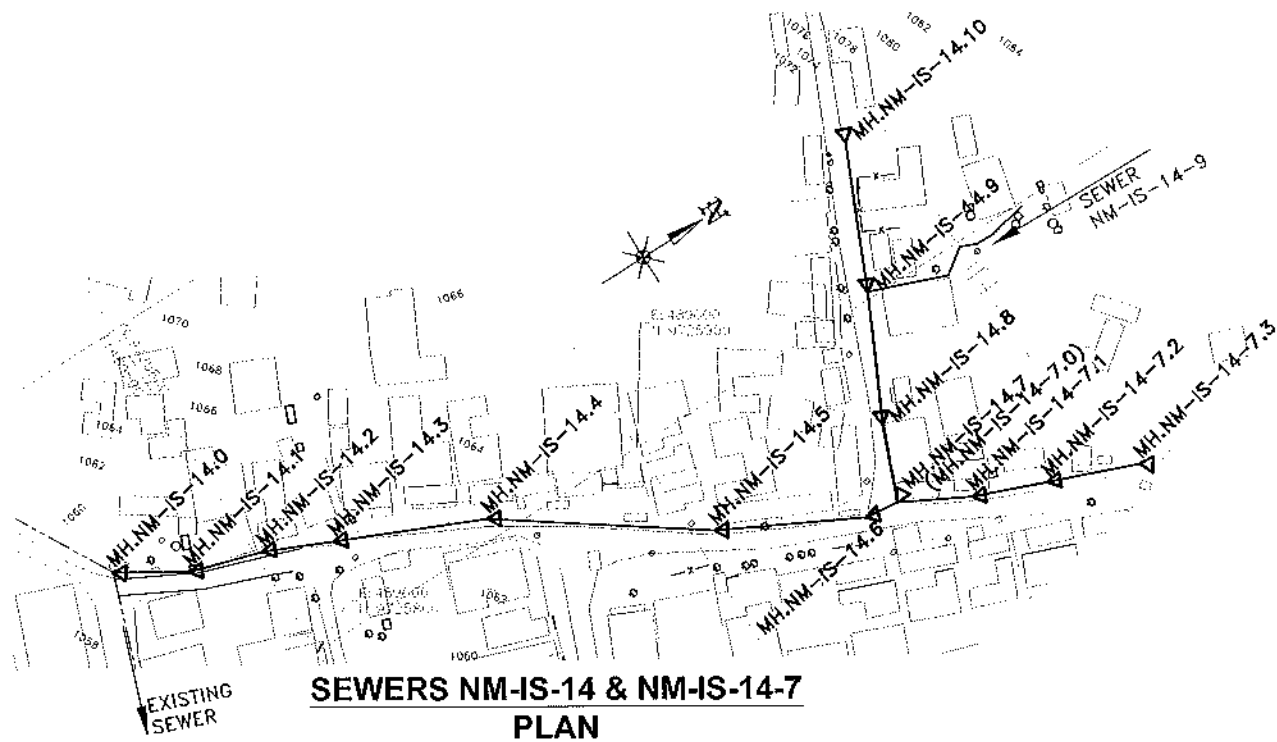 1076
1074
1072
1078
1080
1082
1084
MH.NM-IS-14.10
SEWER
NM-IS-14-9
N
MH.NM-IS-14.9
1066
1070
1068
1066
1064
1062
1060
MH.NM-IS-14.8
MH.NM-IS-14.7
(MH.NM-IS-14-7.0)
MH.NM-IS-14-7.1
MH.NM-IS-14-7.2
MH.NM-IS-14-7.3
MH.NM-IS-14.0
MH.NM-IS-14.1
MH.NM-IS-14.2
MH.NM-IS-14.3
1064
MH.NM-IS-14.4
MH.NM-IS-14.5
MH.NM-IS-14.6
1058
1060
EXISTING
SEWER
SEWERS NM-IS-14 & NM-IS-14-7
PLAN